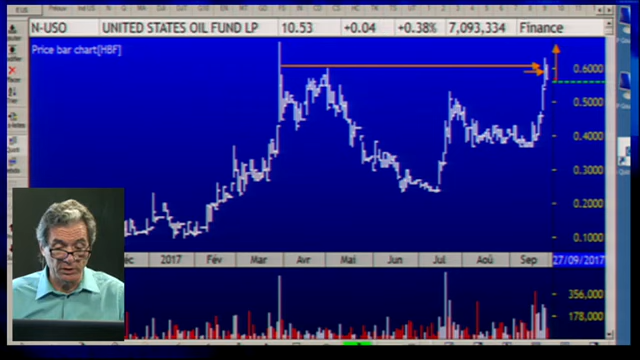 N-USO UNITED STATES OIL FUND LP 10.53 +0.04 +0.38% 7,093,334 Finance
Price bar chart[HBF]
0.6000
0.5000
0.4000
0.3000
0.2000
0.1000
2017 Fév Mar Avr Mai Jun Jul Aoû Sep 27/09/2017
356,000
178,000